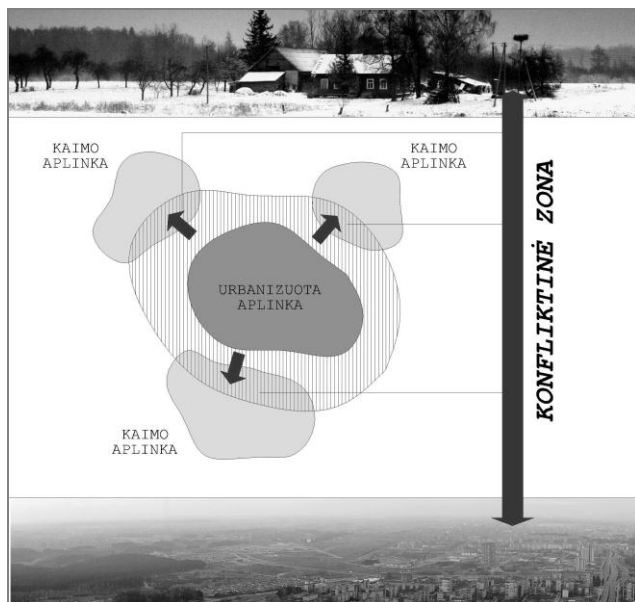 KAIMO
APLINKA
KAIMO
APLINKA
URBANIZUOTA
APLINKA
KAIMO
APLINKA
KONFLIKTINĖ ZONA